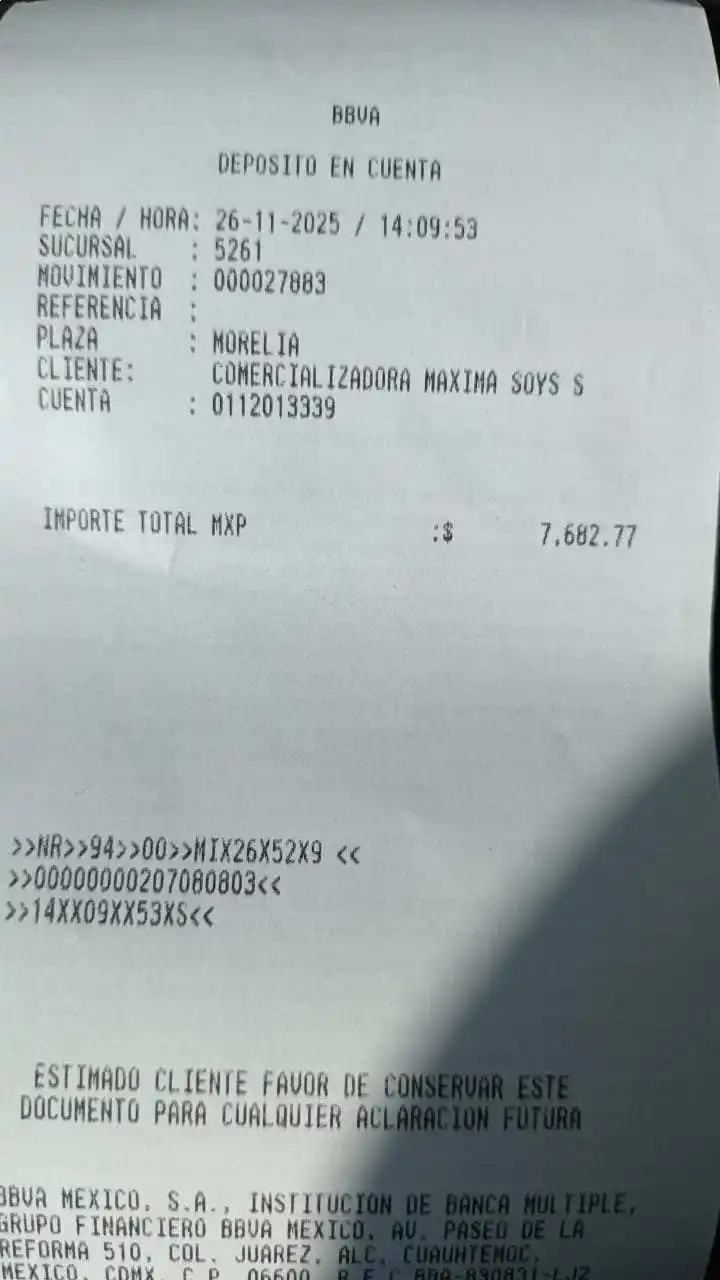 BBVA
DEPOSITO EN CUENTA
FECHA / HORA: 26-11-2025 / 14:09:53
SUCURSAL : 5261
MOVIMIENTO : 000027883
REFERENCIA :
PLAZA : MORELIA
CLIENTE: COMERCIALIZADORA MAXIMA SOYS S
CUENTA : 0112013339
IMPORTE TOTAL MXP :$ 7,682.77
>>NR>>94>>00>>MIX26X52X9 <<
>>00000000207080803<<
>>14XX09XX53XS<<
ESTIMADO CLIENTE FAVOR DE CONSERVAR ESTE
DOCUMENTO PARA CUALQUIER ACLARACION FUTURA
BBVA MEXICO, S.A., INSTITUCION DE BANCA MULTIPLE,
GRUPO FINANCIERO BBVA MEXICO. AV. PASEO DE LA
REFORMA 510, COL. JUAREZ, ALC. CUAUHTEMOC,
MEXICO, CDMX, C.P. 06600